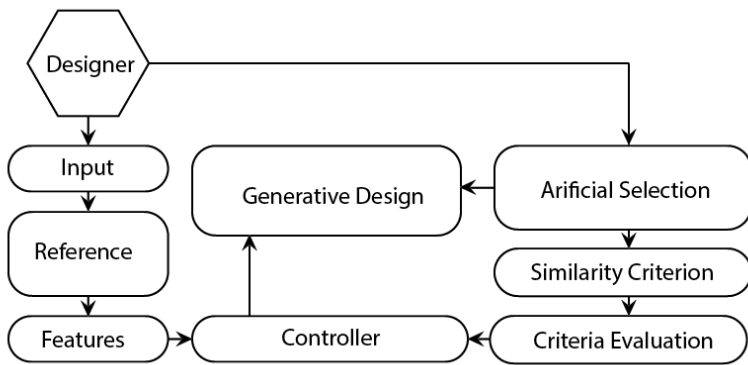 Designer
Input
Generative Design
Arificial Selection
Reference
Similarity Criterion
Features
Controller
Criteria Evaluation